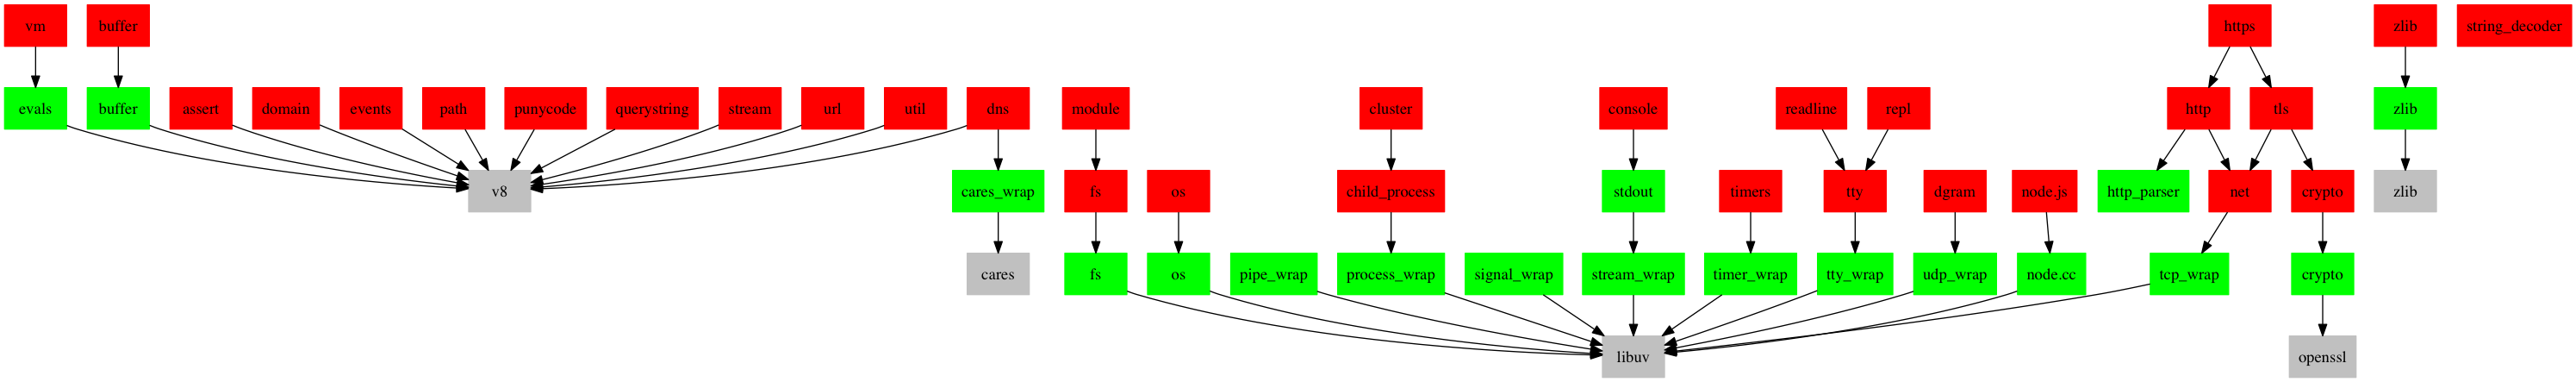 vm
buffer
https
zlib
string_decoder
evals
buffer
assert
domain
events
path
punycode
querystring
stream
url
util
dns
module
cluster
console
readline
repl
http
tls
zlib
v8
cares_wrap
fs
os
child_process
stdout
timers
tty
dgram
node.js
http_parser
net
crypto
zlib
cares
fs
os
pipe_wrap
process_wrap
signal_wrap
stream_wrap
timer_wrap
tty_wrap
udp_wrap
node.cc
tcp_wrap
crypto
libuv
openssl